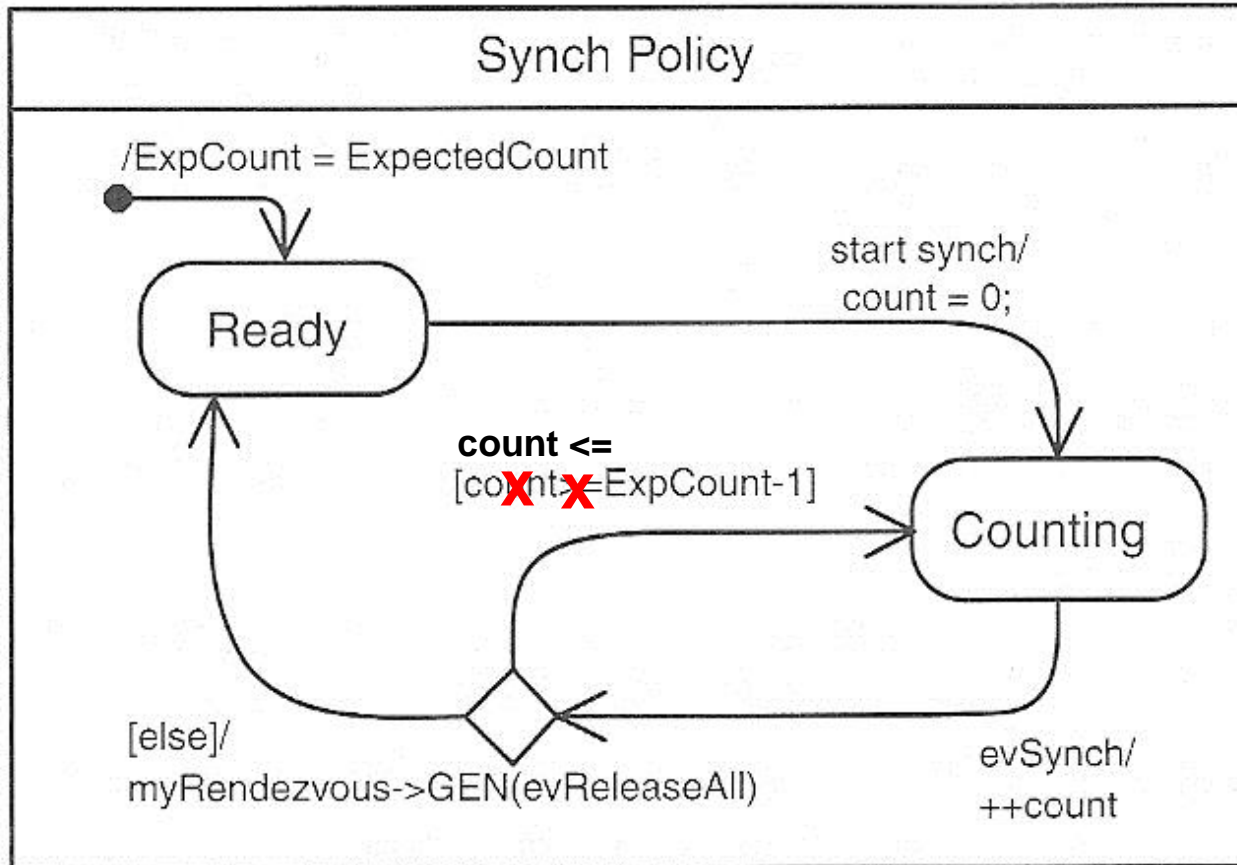 Synch Policy
/ExpCount = ExpectedCount
start synch/
count = 0;
Ready
count <=
[count>=ExpCount-1]
X X
Counting
[else]/
myRendezvous->GEN(evReleaseAll)
evSynch/
++count